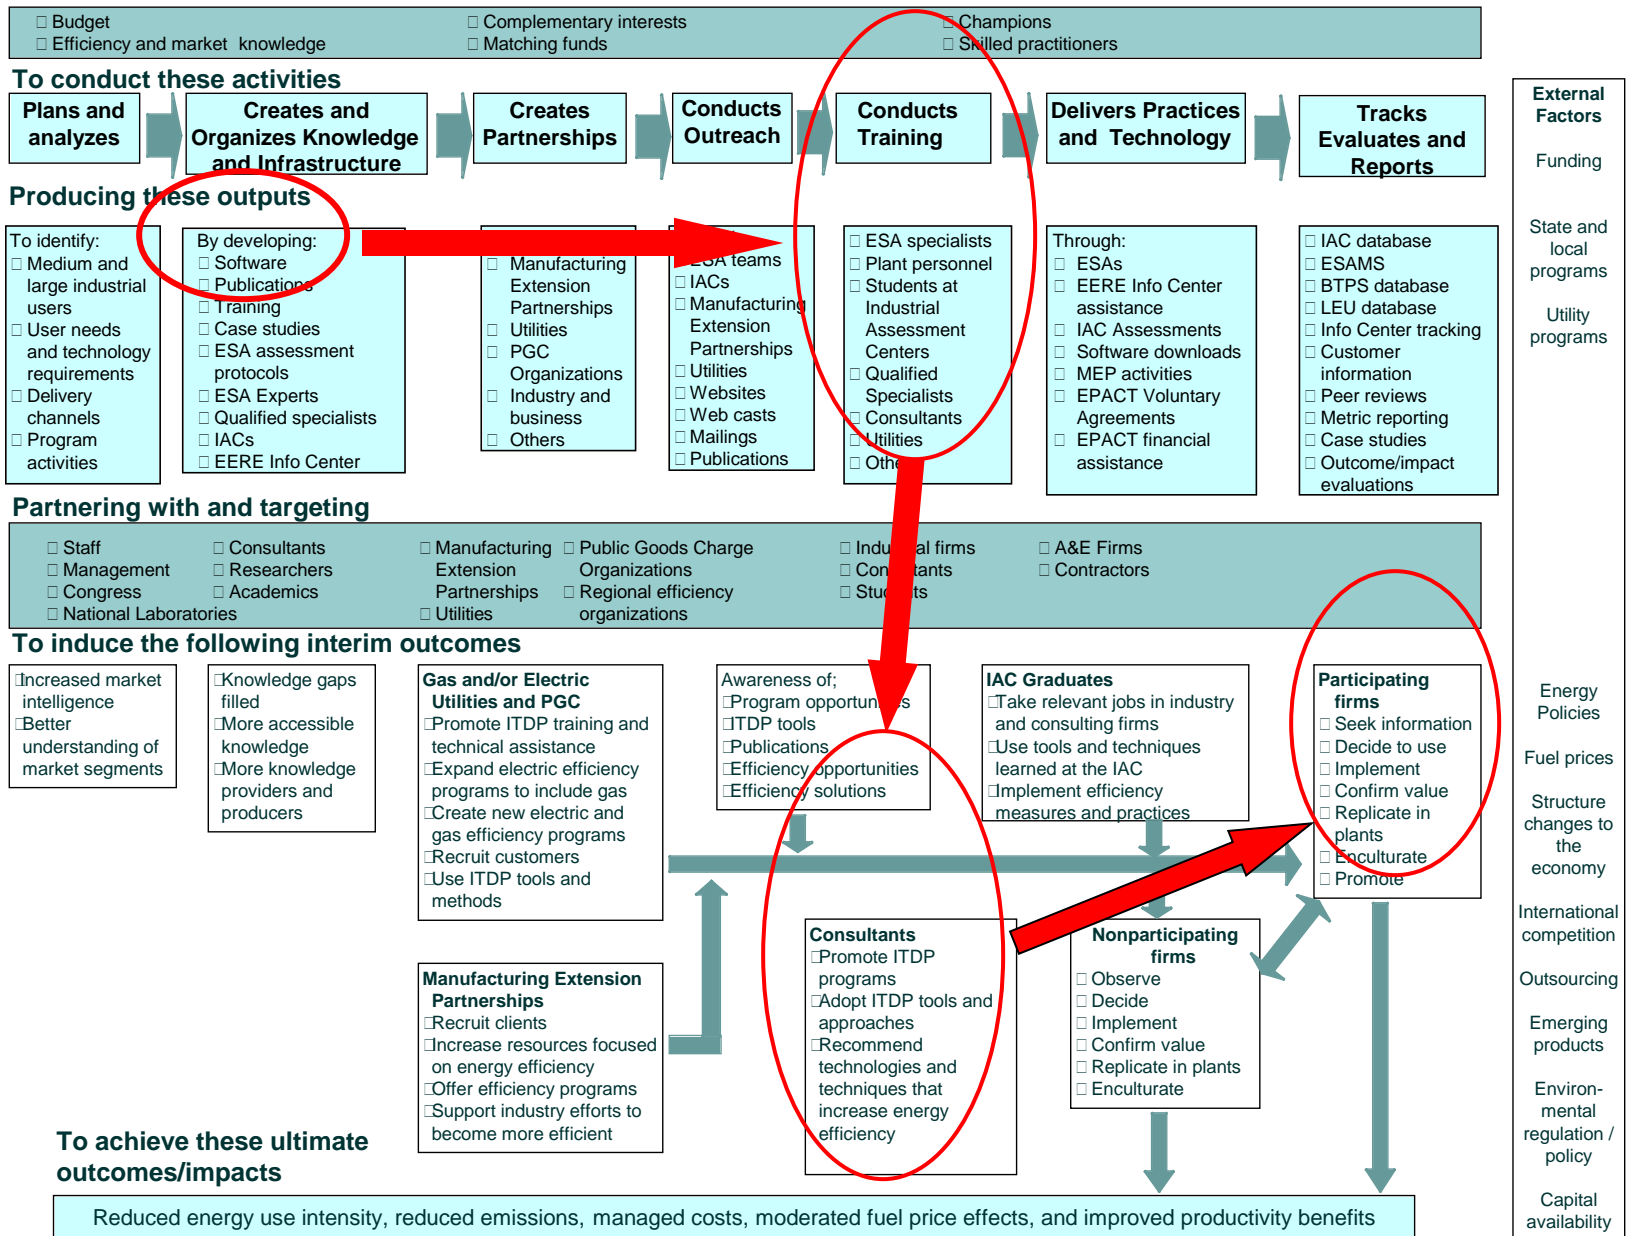 Budget
Efficiency and market knowledge
Complementary interests
Matching funds
Champions
Skilled practitioners
To conduct these activities
Plans and
analyzes
Creates and
Organizes Knowledge
and Infrastructure
Creates
Partnerships
Conducts
Outreach
Conducts
Training
Delivers Practices
and Technology
Tracks
Evaluates and
Reports
Producing these outputs
To identify:
Medium and
large industrial
users
User needs
and technology
requirements
Delivery
channels
Program
activities
By developing:
Software
Publications
Training
Case studies
ESA assessment
protocols
ESA Experts
Qualified specialists
IACs
EERE Info Center
Manufacturing
Extension
Partnerships
Utilities
PGC
Organizations
Industry and
business
Others
ESA teams
IACs
Manufacturing
Extension
Partnerships
Utilities
Websites
Web casts
Mailings
Publications
ESA specialists
Plant personnel
Students at
Industrial
Assessment
Centers
Qualified
Specialists
Consultants
Utilities
Through:
ESAs
EERE Info Center
assistance
IAC Assessments
Software downloads
MEP activities
EPACT Voluntary
Agreements
EPACT financial
assistance
IAC database
ESAMS
BTPS database
LEU database
Info Center tracking
Customer
information
Peer reviews
Metric reporting
Case studies
Outcome/impact
evaluations
Partnering with and targeting
Staff
Management
Congress
National Laboratories
Consultants
Researchers
Academics
Manufacturing
Extension
Partnerships
Utilities
Public Goods Charge
Organizations
Regional efficiency
organizations
Industrial firms
Consultants
Students
A&E Firms
Contractors
To induce the following interim outcomes
Increased market
intelligence
Better
understanding of
market segments
Knowledge gaps
filled
More accessible
knowledge
More knowledge
providers and
producers
Gas and/or Electric
Utilities and PGC
Promote ITDP training and
technical assistance
Expand electric efficiency
programs to include gas
Create new electric and
gas efficiency programs
Recruit customers
Use ITDP tools and
methods
Manufacturing Extension
Partnerships
Recruit clients
Increase resources focused
on energy efficiency
Offer efficiency programs
Support industry efforts to
become more efficient
Awareness of;
Program opportunities
ITDP tools
Publications
Efficiency opportunities
Efficiency solutions
Consultants
Promote ITDP
programs
Adopt ITDP tools and
approaches
Recommend
technologies and
techniques that
increase energy
efficiency
IAC Graduates
Take relevant jobs in industry
and consulting firms
Use tools and techniques
learned at the IAC
Implement efficiency
measures and practices
Nonparticipating
firms
Observe
Decide
Implement
Confirm value
Replicate in plants
Enculturate
Participating
firms
Seek information
Decide to use
Implement
Confirm value
Replicate in
plants
Enculturate
Promote
To achieve these ultimate
outcomes/impacts
Reduced energy use intensity, reduced emissions, managed costs, moderated fuel price effects, and improved productivity benefits
External
Factors
Funding
State and
local
programs
Utility
programs
Energy
Policies
Fuel prices
Structure
changes to
the
economy
International
competition
Outsourcing
Emerging
products
Environ-
mental
regulation /
policy
Capital
availability